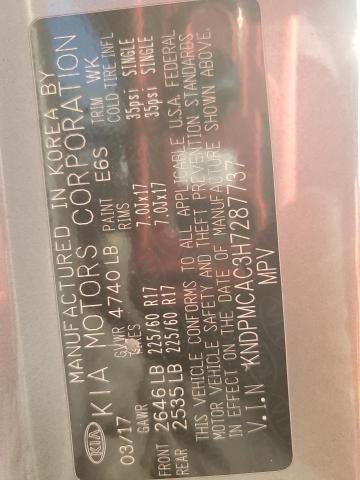 MANUFACTURED IN KOREA BY
KIA KIA MOTORS CORPORATION
03/17 GVWR 4740 LB PAINT E6S TRIM WK
GAWR TIRES RIMS COLD TIRE INFL
FRONT 2646LB 225/60 R17 7.0Jx17 35psi SINGLE
REAR 2535LB 225/60 R17 7.0Jx17 35psi SINGLE
THIS VEHICLE CONFORMS TO ALL APPLICABLE U.S.A. FEDERAL
MOTOR VEHICLE SAFETY AND THEFT PREVENTION STANDARDS
IN EFFECT ON THE DATE OF MANUFACTURE SHOWN ABOVE.
V.I.N KNDPMCAC3H7287737
MPV